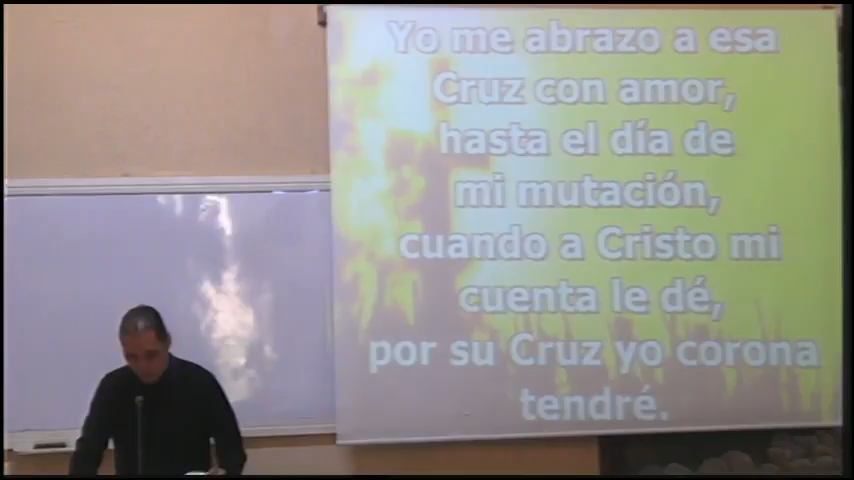 Yo me abrazo a esa
Cruz con amor,
hasta el día de
mi mutación,
cuando a Cristo mi
cuenta le dé,
por su Cruz yo corona
tendré.